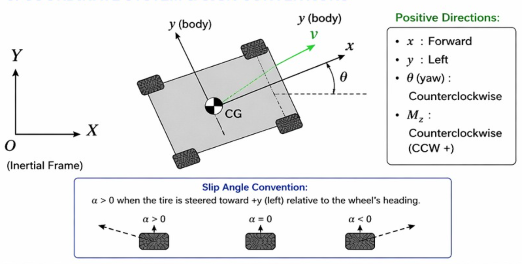 y (body)
y (body)
v
x
θ
CG
Y
X
O
(Inertial Frame)
Positive Directions:
• x : Forward
• y : Left
• θ (yaw) :
Counterclockwise
• M_z :
Counterclockwise
(CCW +)
Slip Angle Convention:
α > 0 when the tire is steered toward +y (left) relative to the wheel's heading.
α > 0
α = 0
α < 0